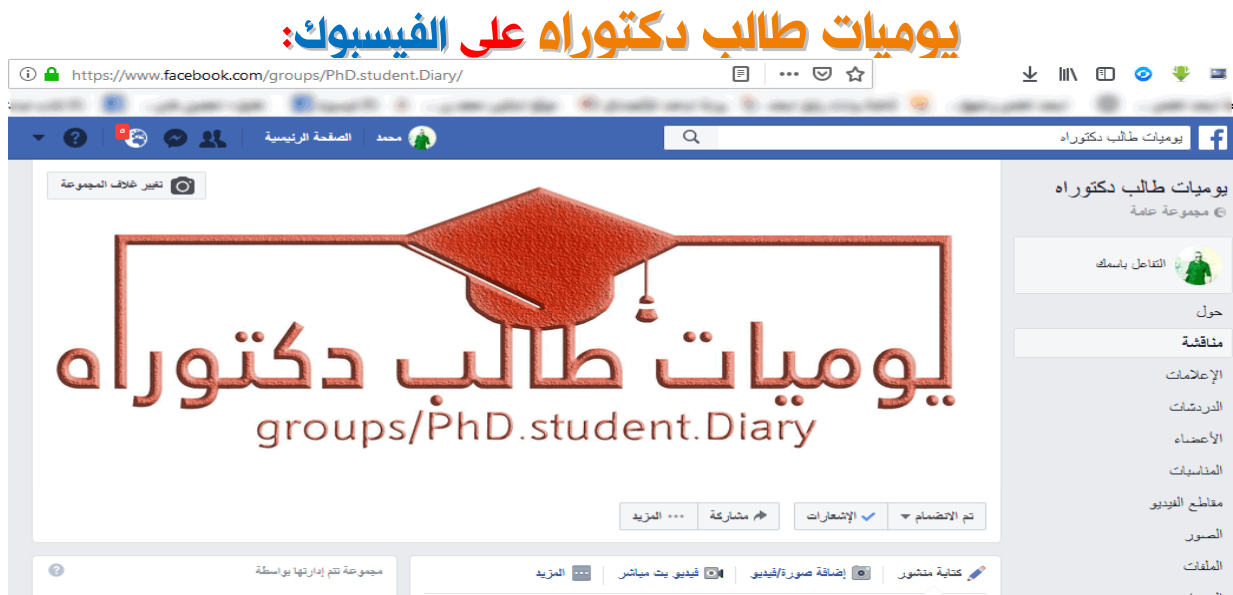 يوميات طالب دكتوراه على الفيسبوك:
https://www.facebook.com/groups/PhD.student.Diary/
يوميات طالب دكتوراه
محمد
الصفحة الرئيسية
يوميات طالب دكتوراه
مجموعة عامة
التفاعل باسمك
حول
مناقشة
الإعلامات
الدردشات
الأعضاء
المناسبات
مقاطع الفيديو
الصور
الملفات
تغيير غلاف المجموعة
يوميات طالب دكتوراه
groups/PhD.student.Diary
تم الانضمام
الإشعارات
مشاركة
المزيد
كتابة منشور
إضافة صورة/فيديو
فيديو بث مباشر
المزيد
مجموعة تتم إدارتها بواسطة